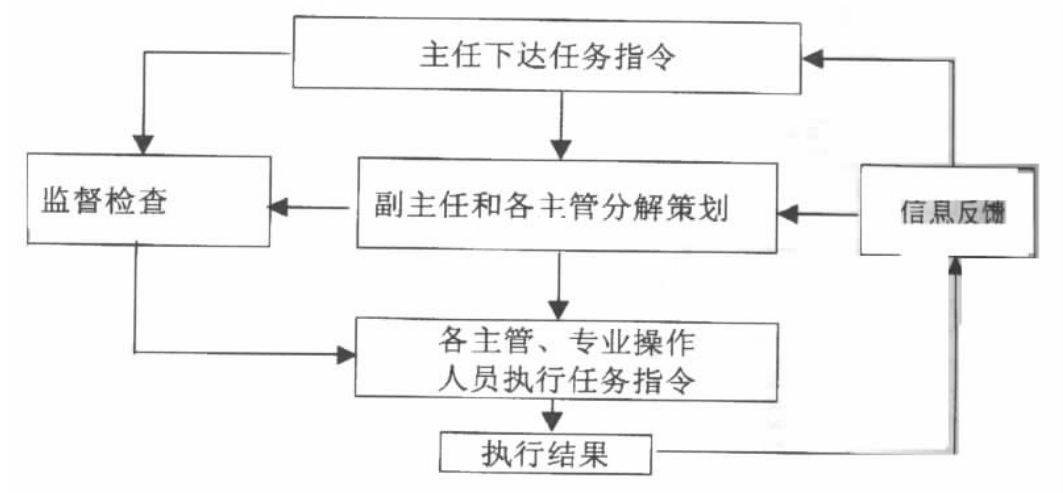 主任下达任务指令
监督检查
副主任和各主管分解策划
信息反馈
各主管、专业操作
人员执行任务指令
执行结果